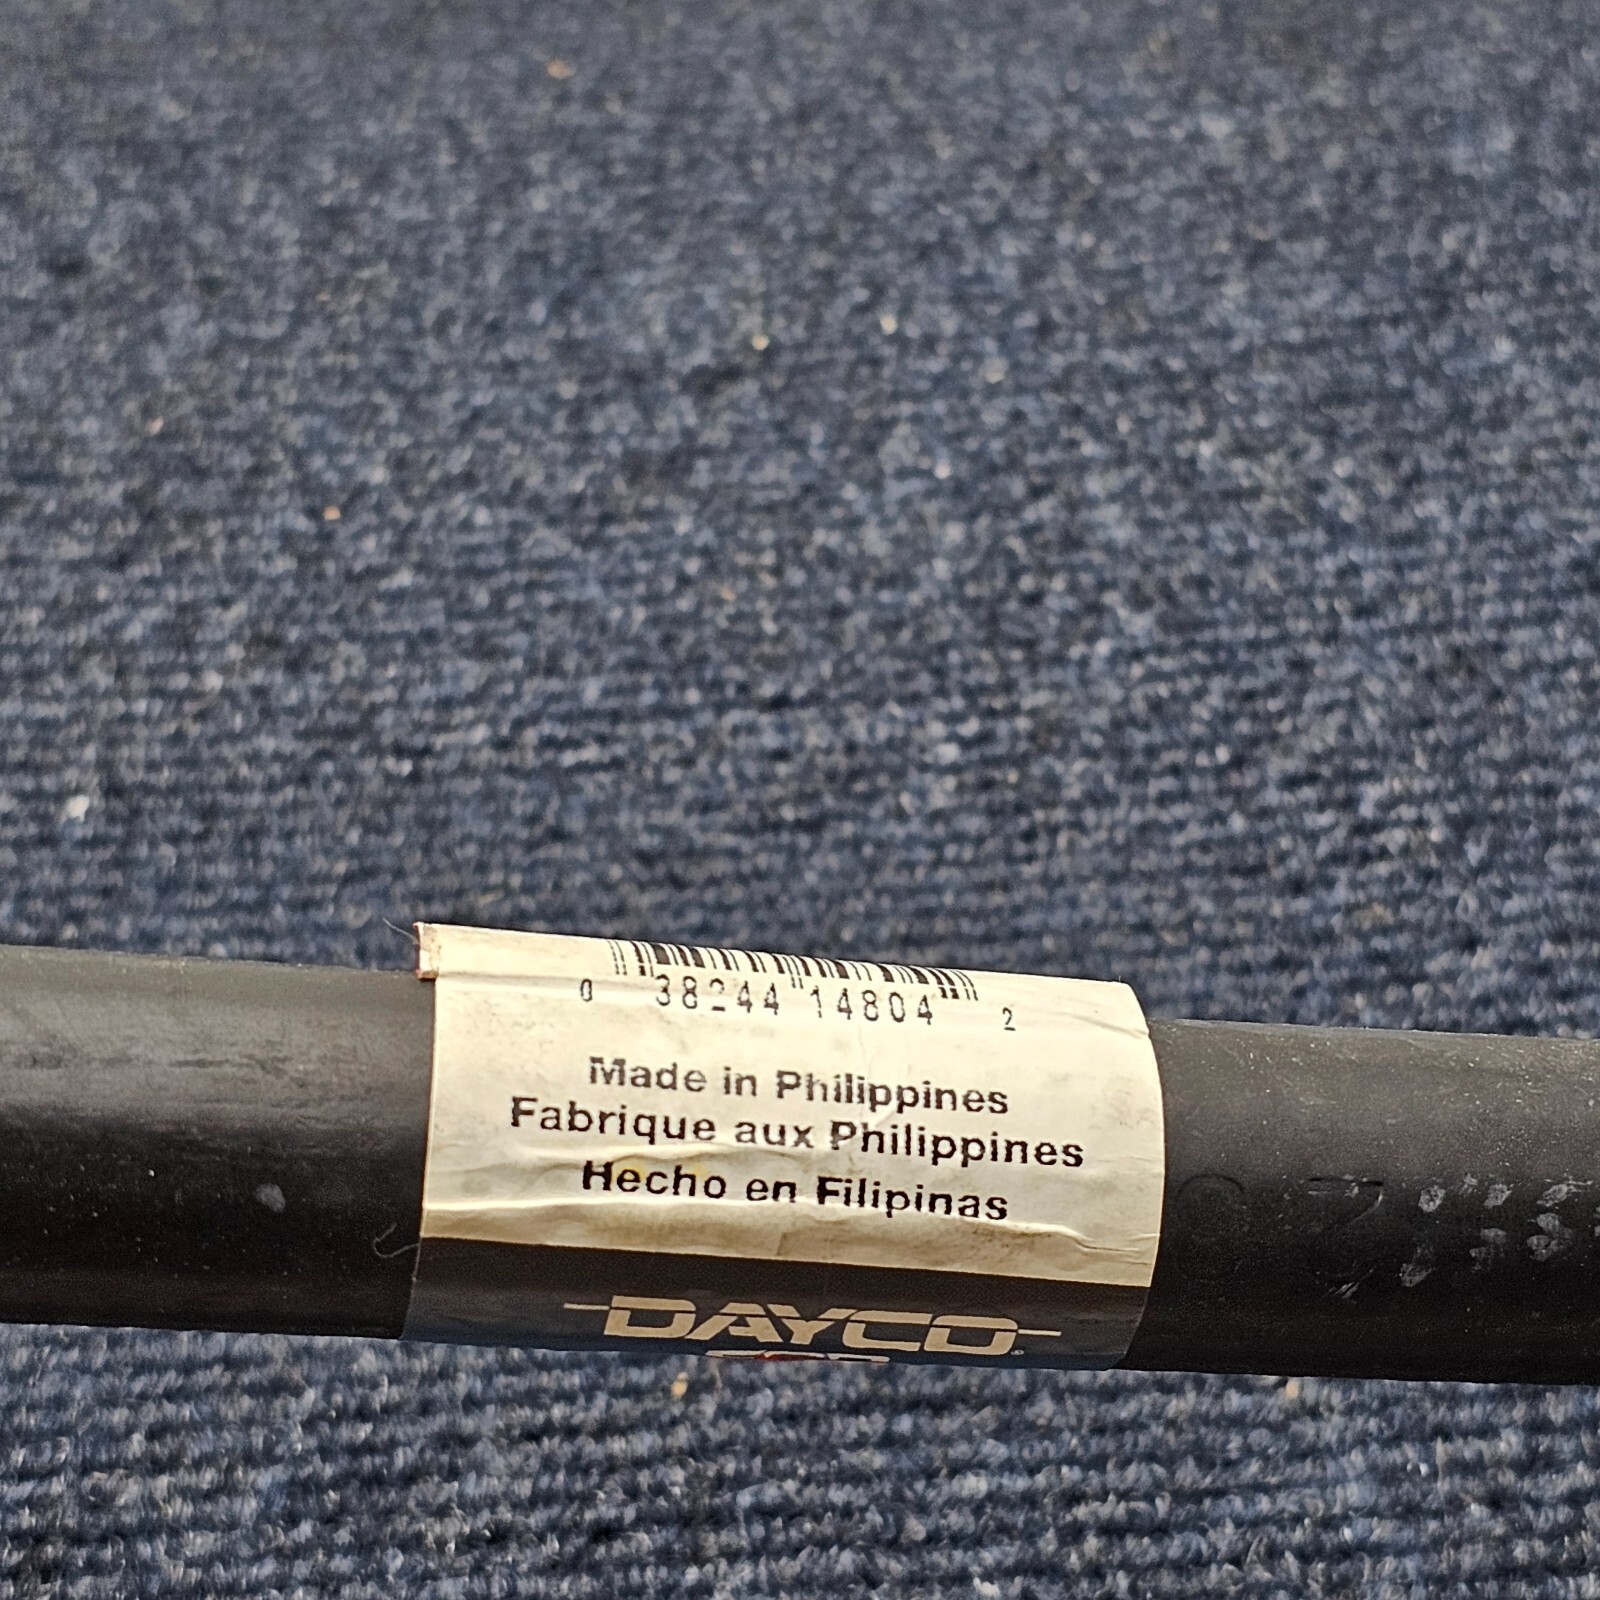 0 38244 14804 2
Made in Philippines
Fabrique aux Philippines
Hecho en Filipinas
DAYCO